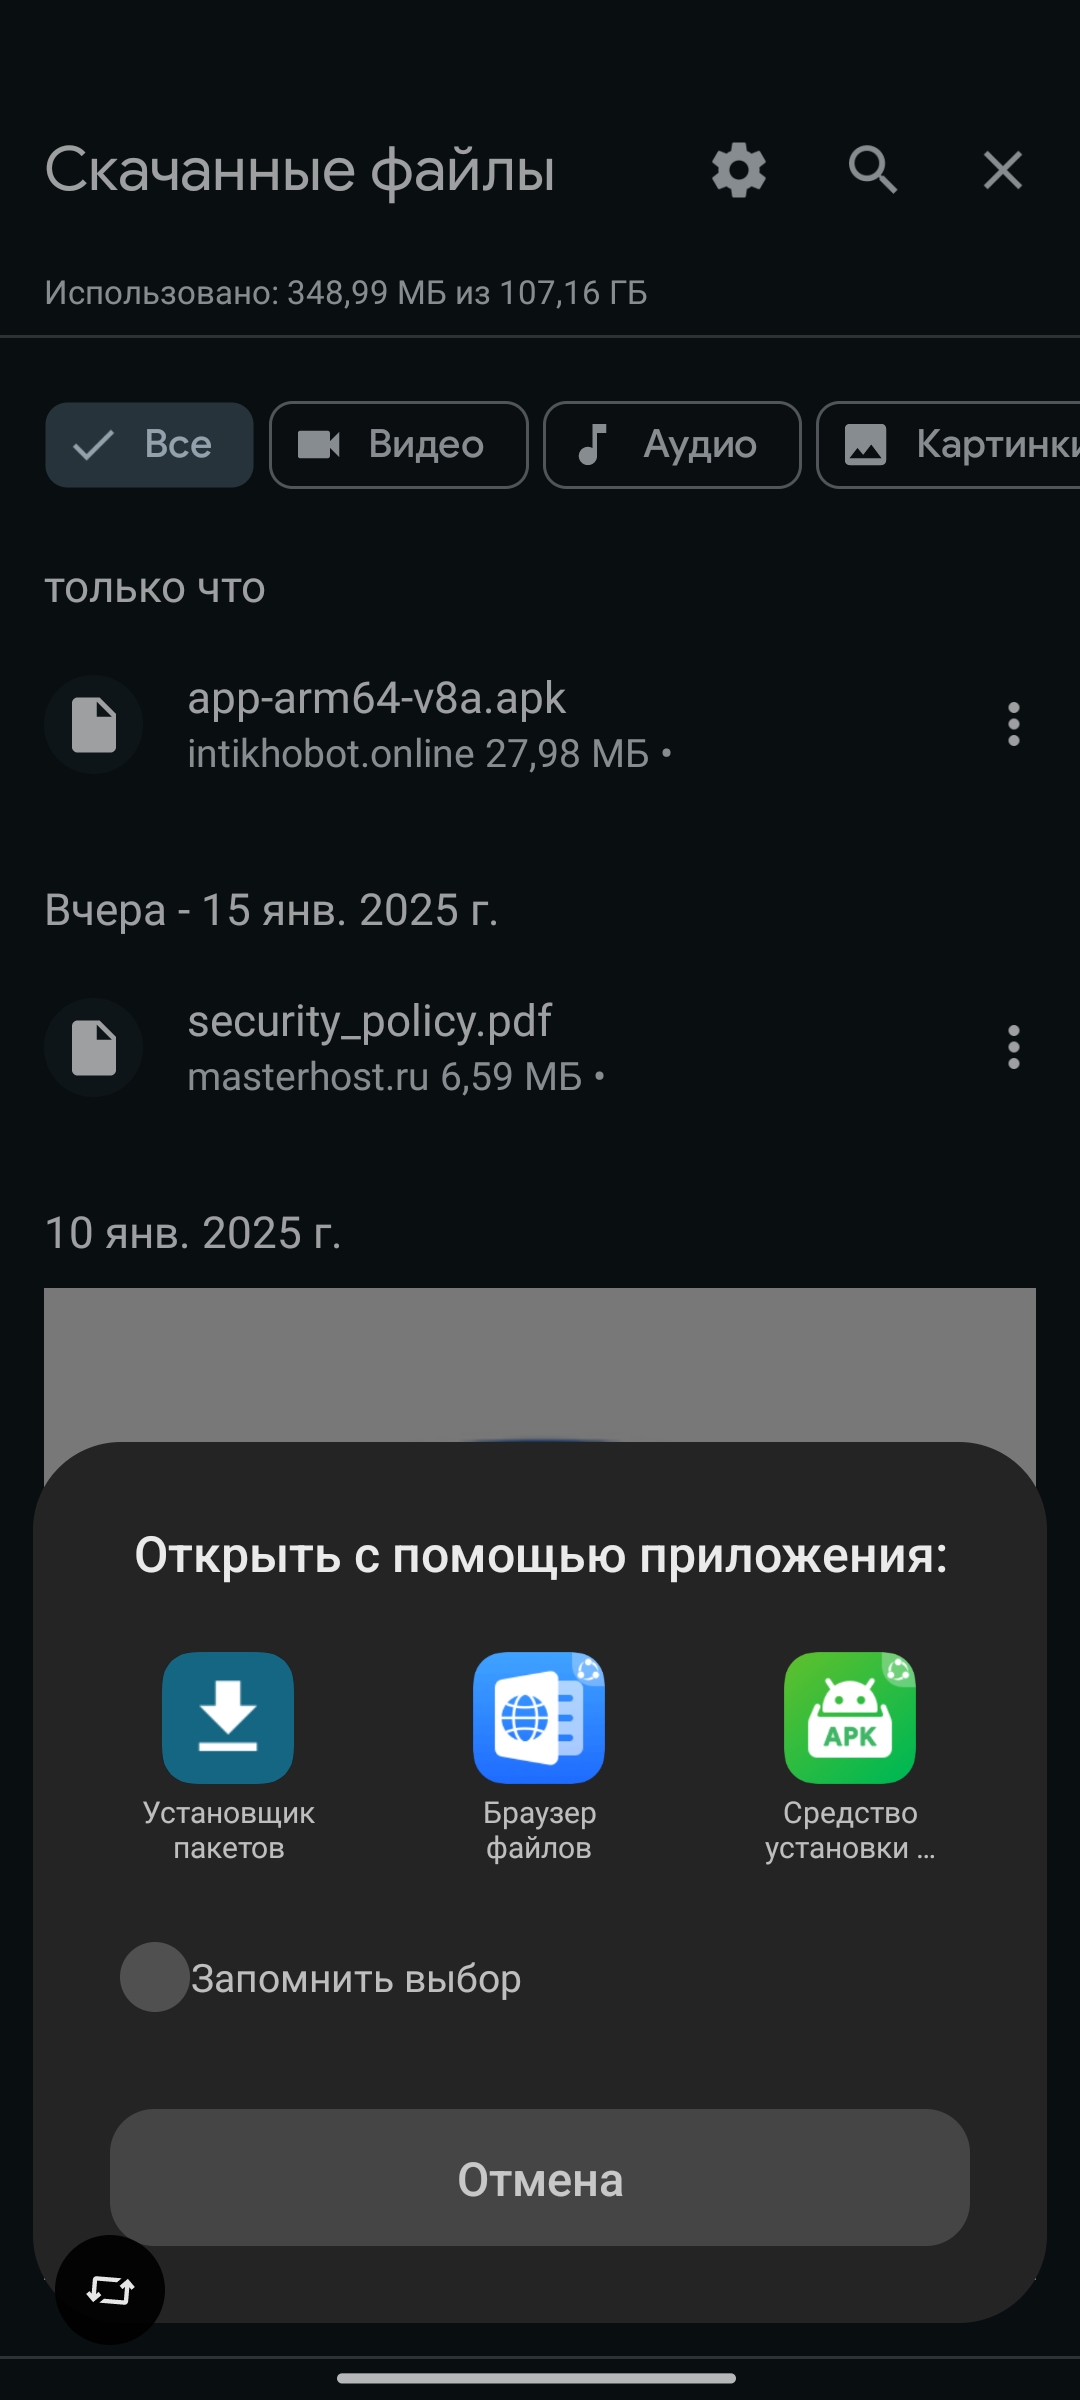 Скачанные файлы
Использовано: 348,99 МБ из 107,16 ГБ
Все
Видео
Аудио
Картинки
только что
app-arm64-v8a.apk
intikhobot.online 27,98 МБ •
Вчера - 15 янв. 2025 г.
security_policy.pdf
masterhost.ru 6,59 МБ •
10 янв. 2025 г.
Открыть с помощью приложения:
APK
Установщик
пакетов
Браузер
файлов
Средство
установки ...
Запомнить выбор
Отмена